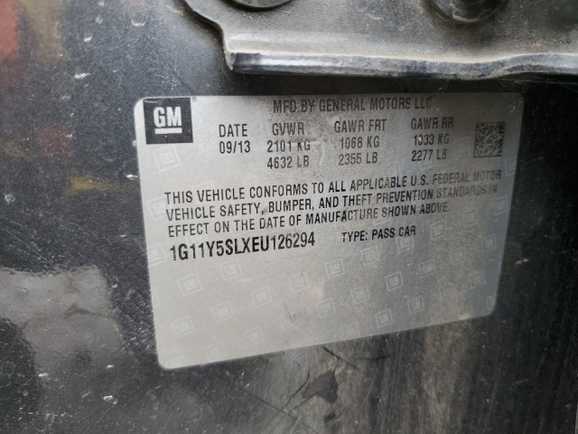 GM
MFD BY GENERAL MOTORS LLC
DATE GVWR GAWR FRT GAWR RR
09/13 2101 KG 1068 KG 1033 KG
4632 LB 2355 LB 2277 LB
THIS VEHICLE CONFORMS TO ALL APPLICABLE U.S. FEDERAL MOTOR
VEHICLE SAFETY, BUMPER, AND THEFT PREVENTION STANDARDS IN
EFFECT ON THE DATE OF MANUFACTURE SHOWN ABOVE.
1G11Y5SLXEU126294 TYPE: PASS CAR